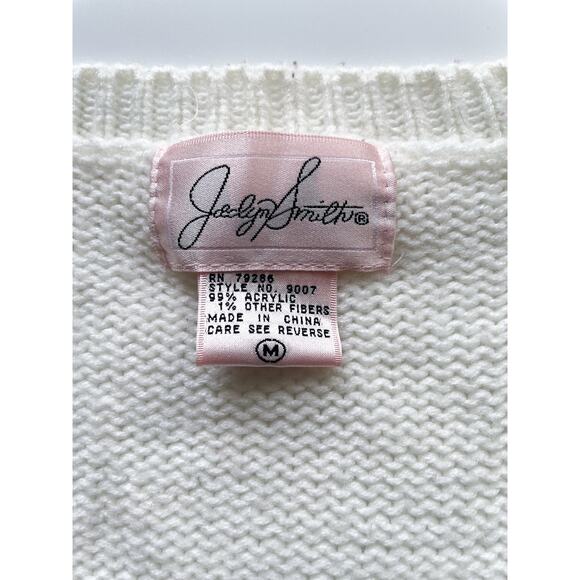 Jaclyn Smith®
RN 79286
STYLE NO. 9007
99% ACRYLIC
1% OTHER FIBERS
MADE IN CHINA
CARE SEE REVERSE
M